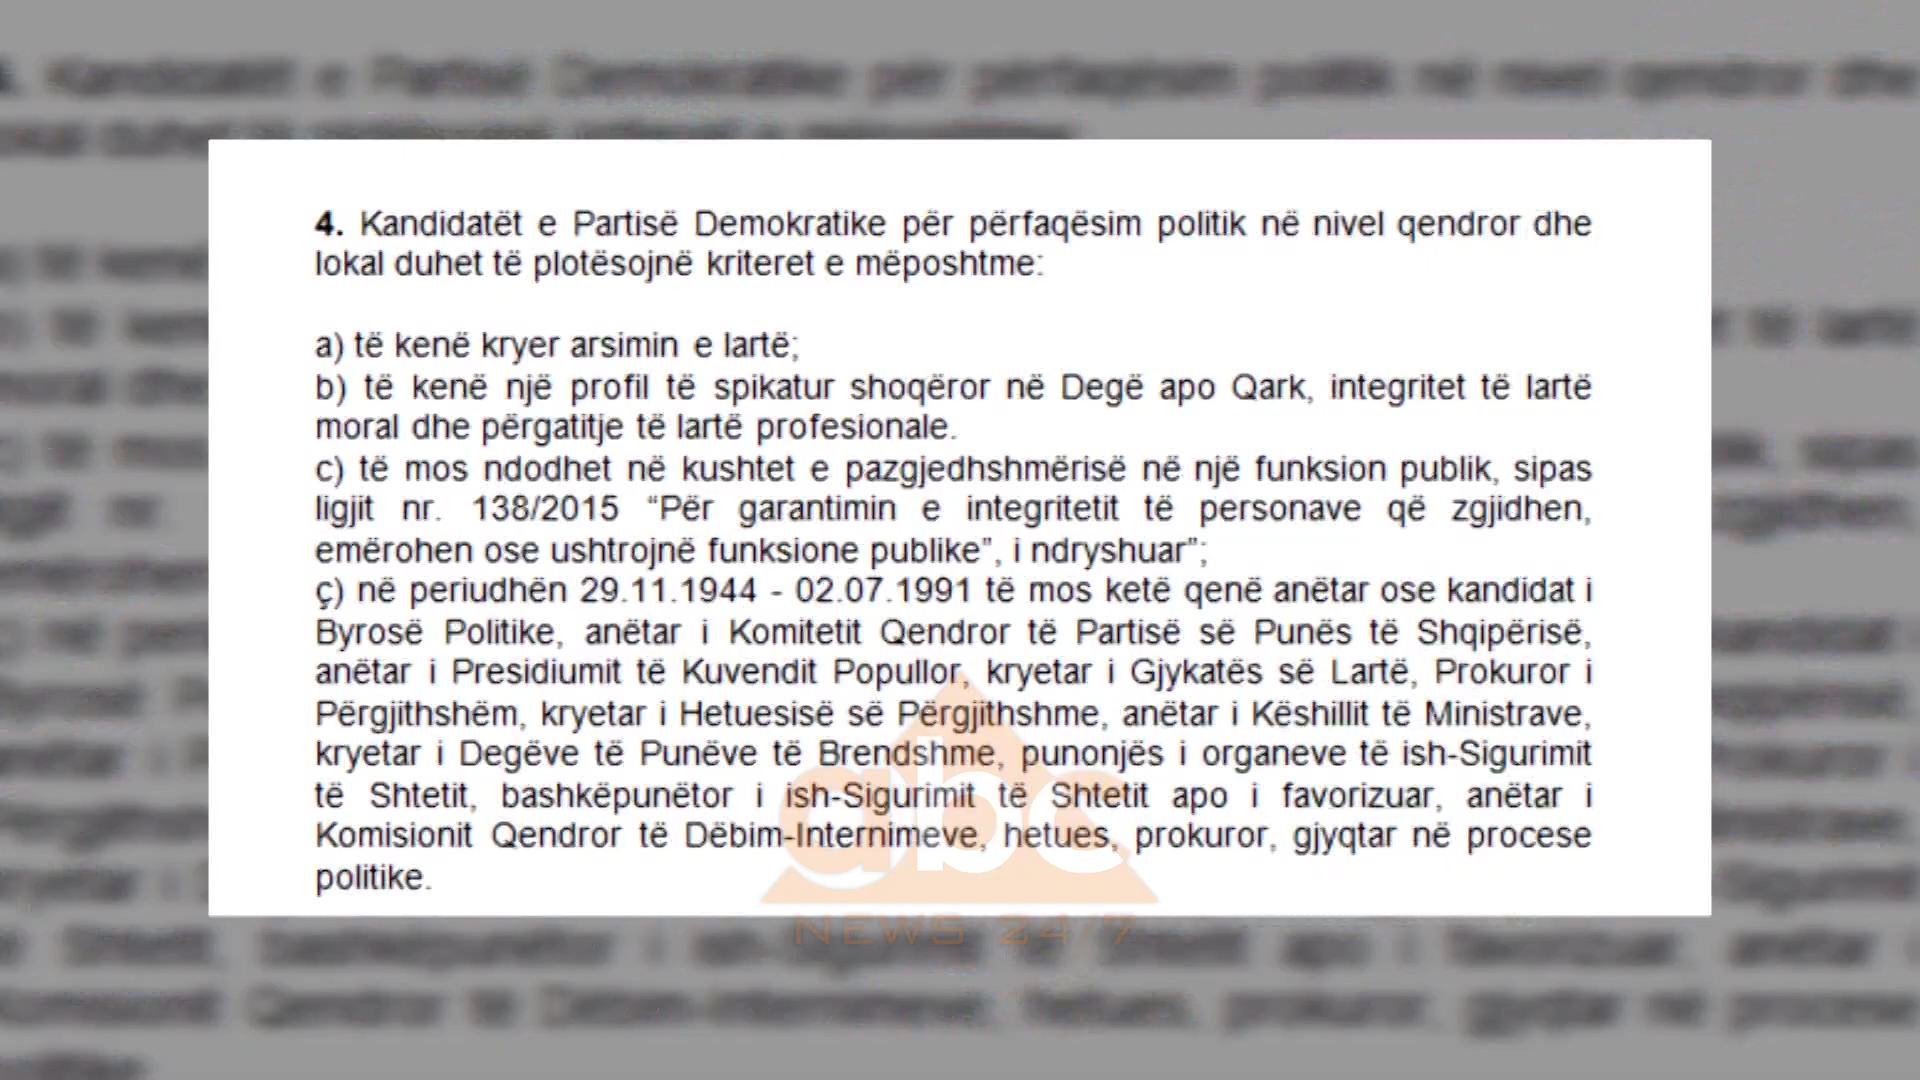 4. Kandidatët e Partisë Demokratike për përfaqësim politik në nivel qendror dhe
lokal duhet të plotësojnë kriteret e mëposhtme:
a) të kenë kryer arsimin e lartë;
b) të kenë një profil të spikatur shoqëror në Degë apo Qark, integritet të lartë
moral dhe përgatitje të lartë profesionale.
c) të mos ndodhet në kushtet e pazgjedhshmërisë në një funksion publik, sipas
ligjit nr. 138/2015 “Për garantimin e integritetit të personave që zgjidhen,
emërohen ose ushtrojnë funksione publike”, i ndryshuar”;
ç) në periudhën 29.11.1944 - 02.07.1991 të mos ketë qenë anëtar ose kandidat i
Byrosë Politike, anëtar i Komitetit Qendror të Partisë së Punës të Shqipërisë,
anëtar i Presidiumit të Kuvendit Popullor, kryetar i Gjykatës së Lartë, Prokuror i
Përgjithshëm, kryetar i Hetuesisë së Përgjithshme, anëtar i Këshillit të Ministrave,
kryetar i Degëve të Punëve të Brendshme, punonjës i organeve të ish-Sigurimit
të Shtetit, bashkëpunëtor i ish-Sigurimit të Shtetit apo i favorizuar, anëtar i
Komisionit Qendror të Dëbim-Internimeve, hetues, prokuror, gjyqtar në procese
politike.
abc
NEWS 24/7